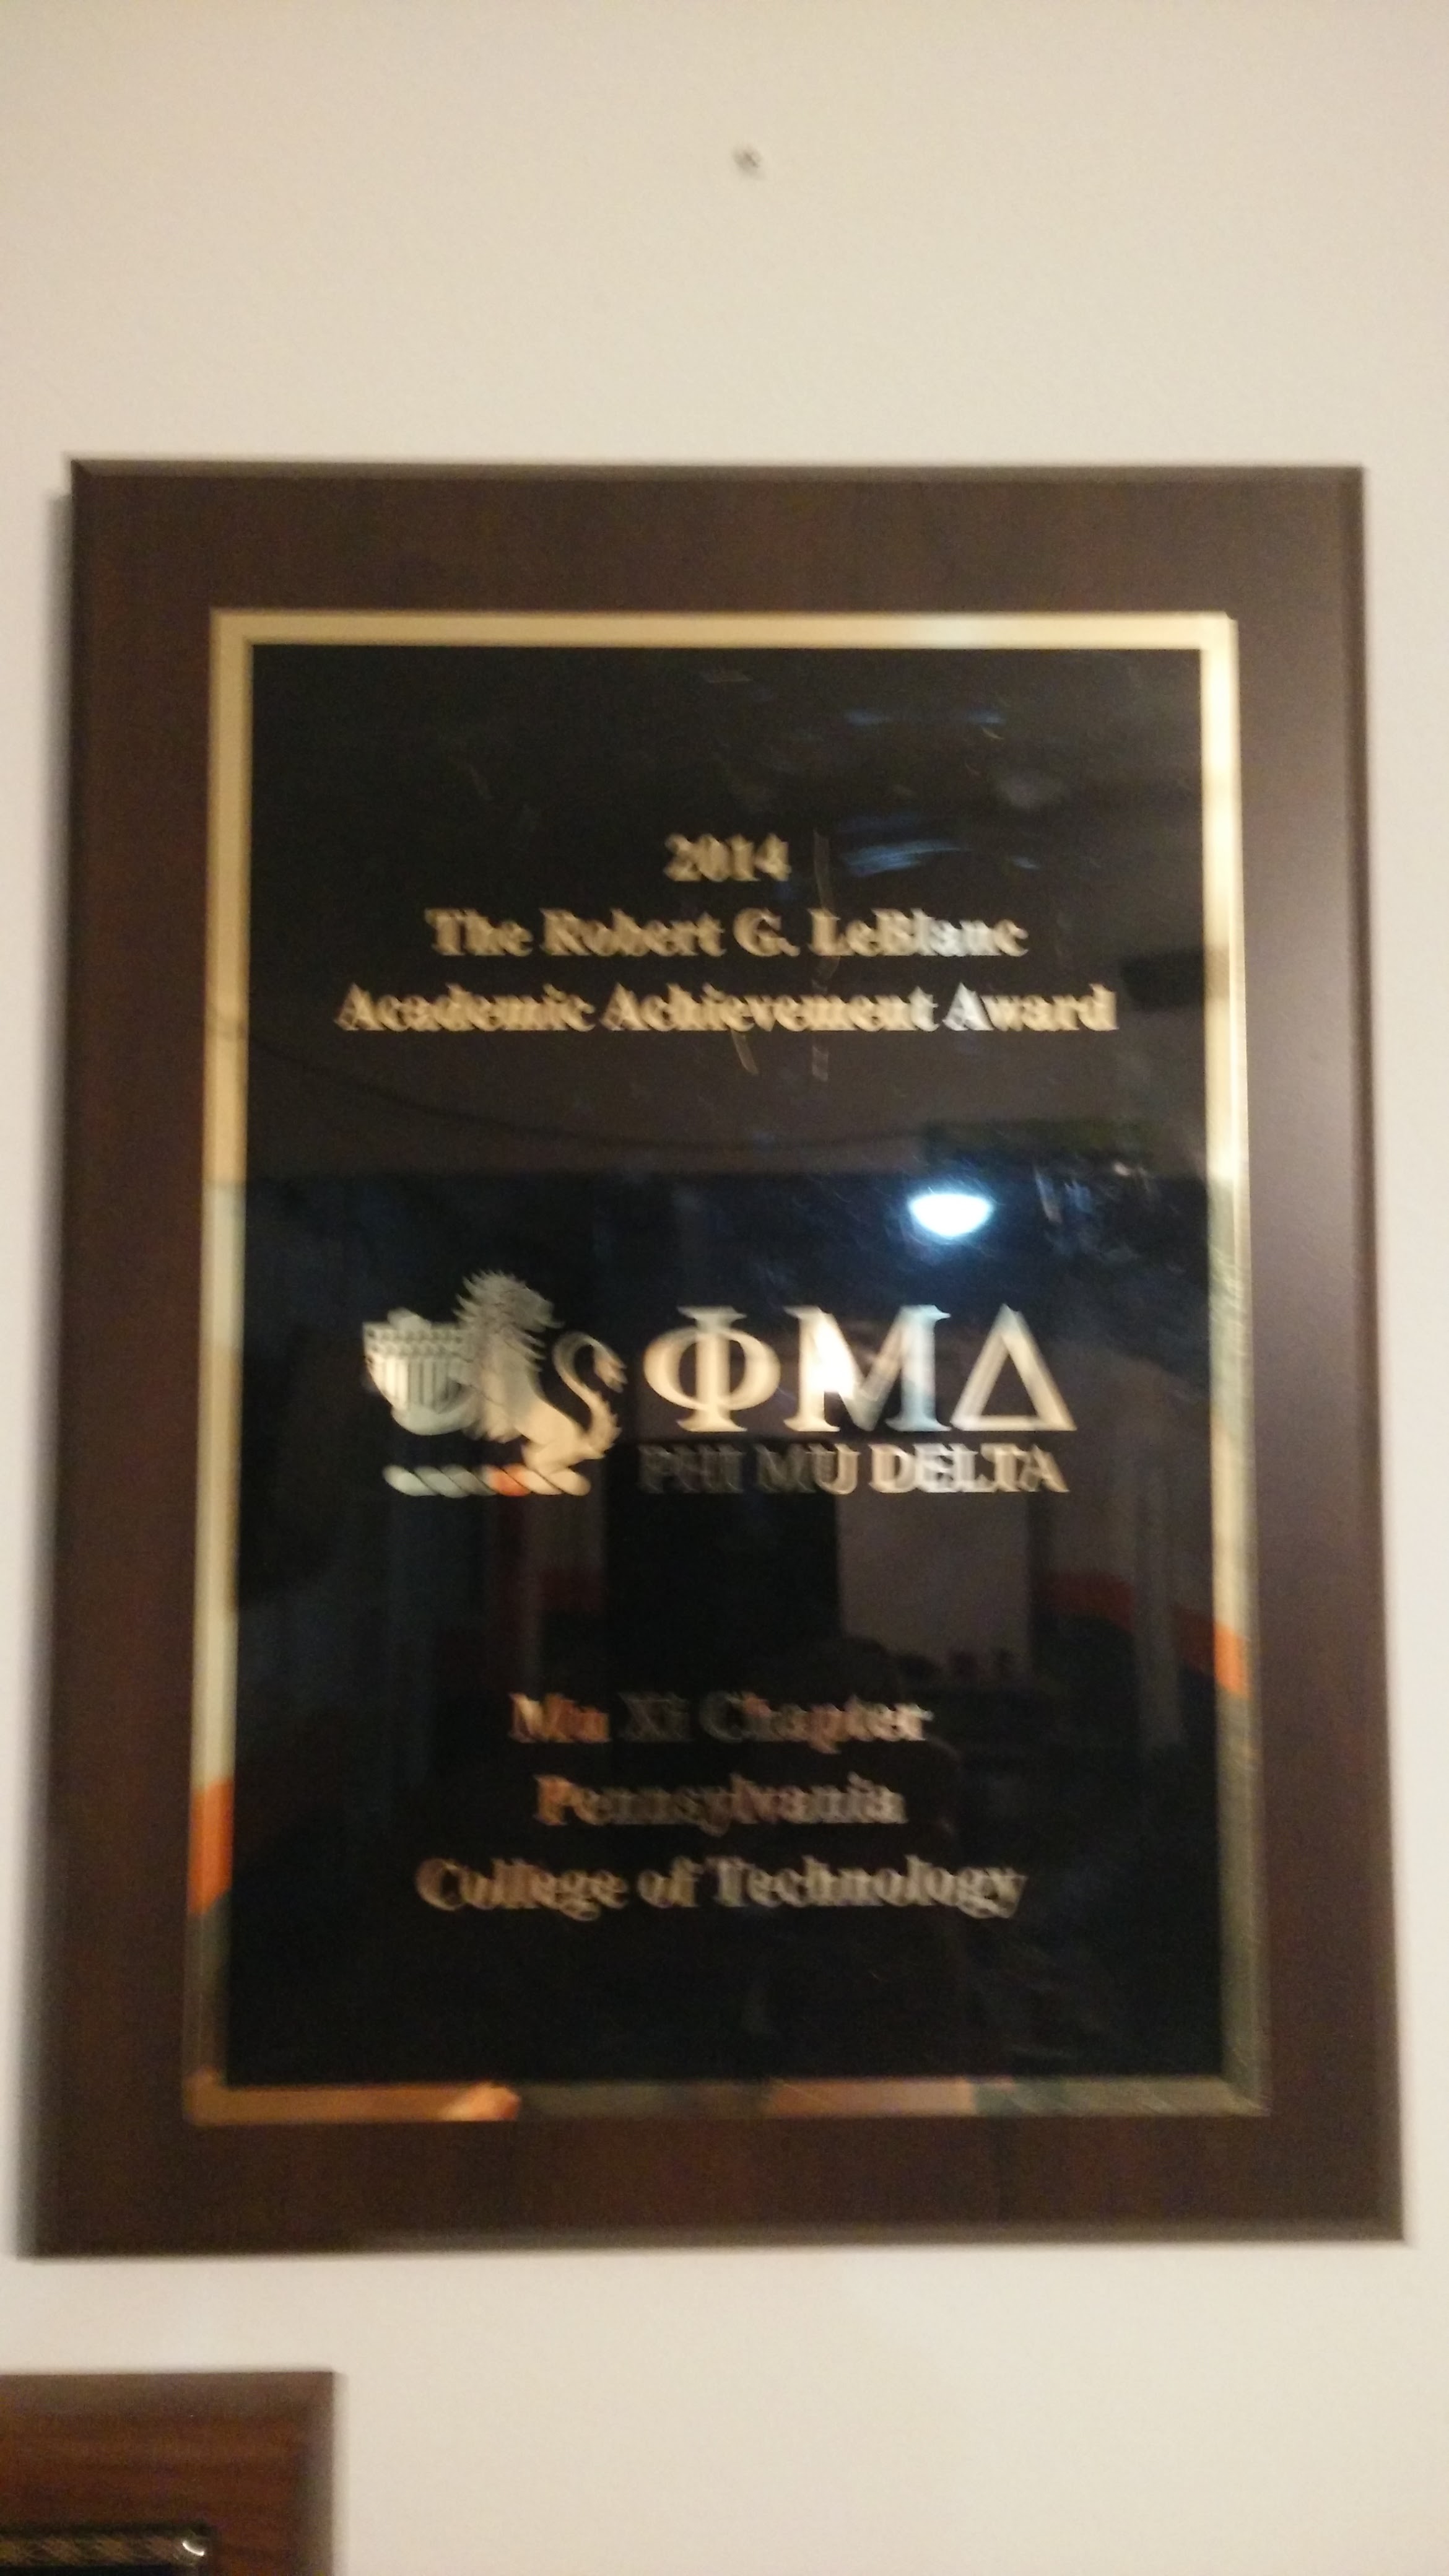 2014
The Robert G. LeBlanc
Academic Achievement Award
ΦΜΔ
PHI MU DELTA
Mu Xi Chapter
Pennsylvania
College of Technology